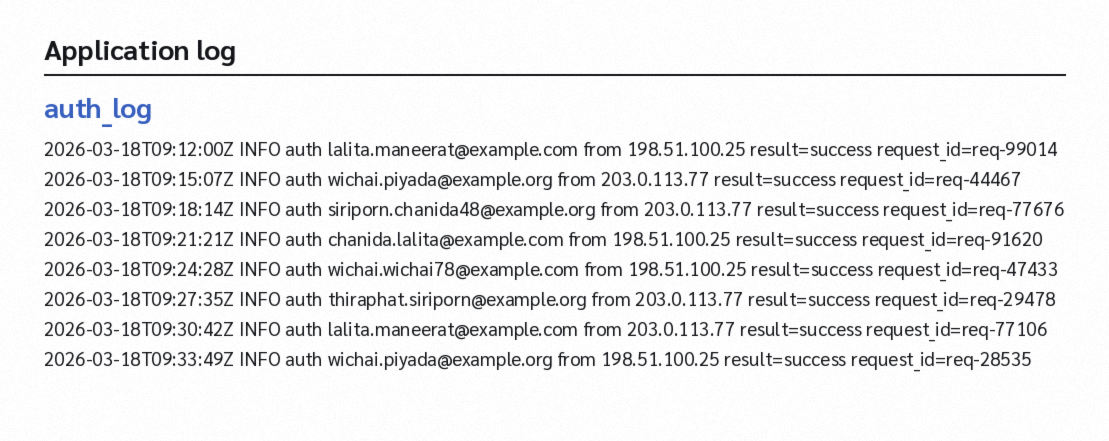 Application log
auth_log
2026-03-18T09:12:00Z INFO auth lalita.maneerat@example.com from 198.51.100.25 result=success request_id=req-99014
2026-03-18T09:15:07Z INFO auth wichai.piyada@example.org from 203.0.113.77 result=success request_id=req-44467
2026-03-18T09:18:14Z INFO auth siriporn.chanida48@example.org from 203.0.113.77 result=success request_id=req-77676
2026-03-18T09:21:21Z INFO auth chanida.lalita@example.com from 198.51.100.25 result=success request_id=req-91620
2026-03-18T09:24:28Z INFO auth wichai.wichai78@example.com from 198.51.100.25 result=success request_id=req-47433
2026-03-18T09:27:35Z INFO auth thiraphat.siriporn@example.org from 203.0.113.77 result=success request_id=req-29478
2026-03-18T09:30:42Z INFO auth lalita.maneerat@example.com from 203.0.113.77 result=success request_id=req-77106
2026-03-18T09:33:49Z INFO auth wichai.piyada@example.org from 198.51.100.25 result=success request_id=req-28535